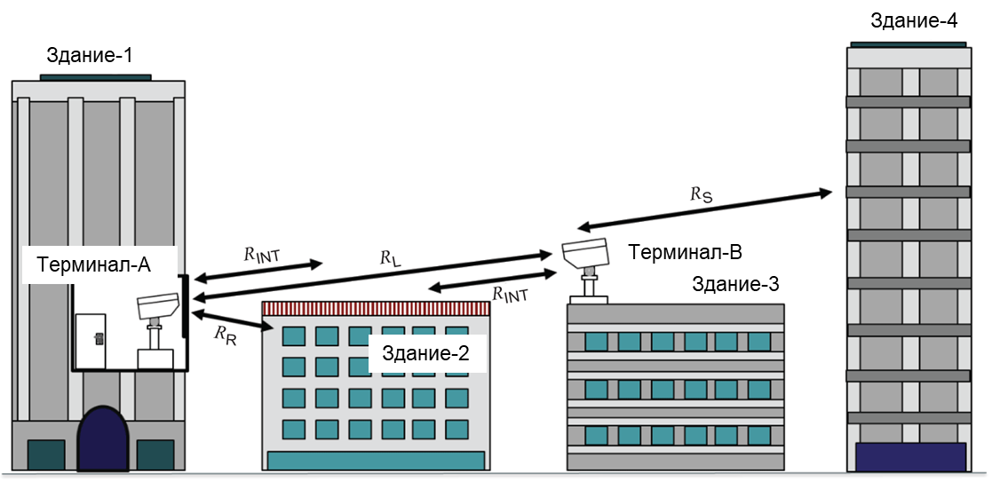 Здание-4
Здание-1
R_S
Терминал-А
R_INT
R_L
Терминал-В
Здание-3
R_INT
R_R
Здание-2